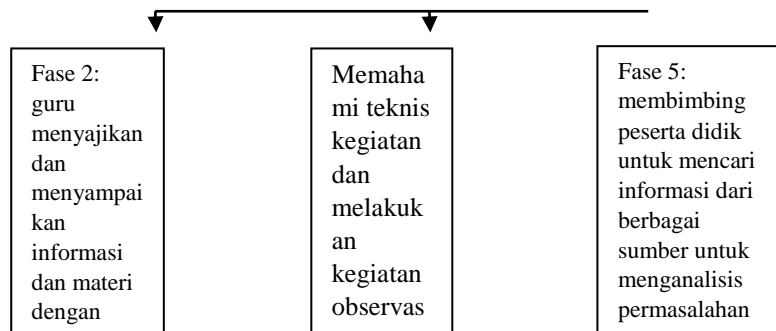 Fase 2:
guru
menyajikan
dan
menyampai
kan
informasi
dan materi
dengan
Memaha
mi teknis
kegiatan
dan
melakuk
an
kegiatan
observas
Fase 5:
membimbing
peserta didik
untuk mencari
informasi dari
berbagai
sumber untuk
menganalisis
permasalahan